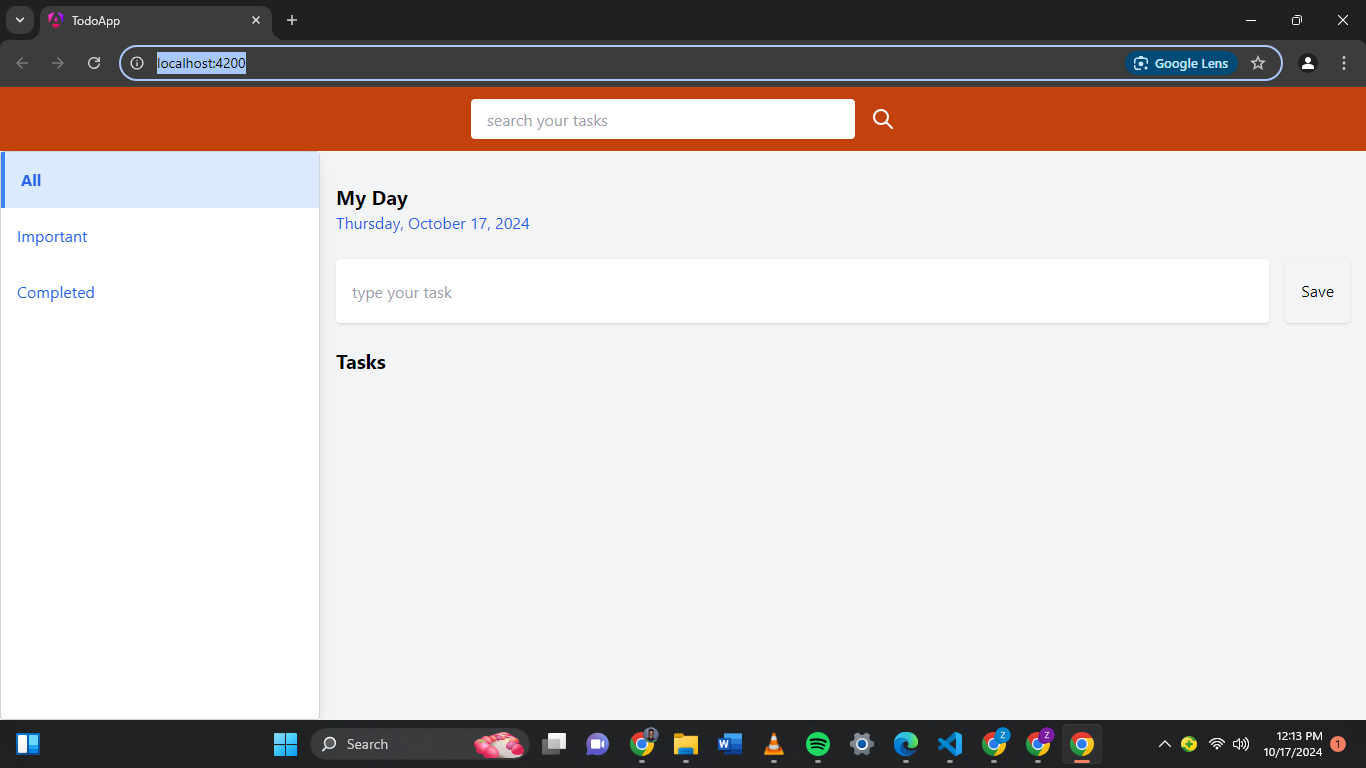 TodoApp
localhost:4200
Google Lens
search your tasks
All
Important
Completed
My Day
Thursday, October 17, 2024
type your task
Save
Tasks
Search
Z
Z
12:13 PM
10/17/2024
1